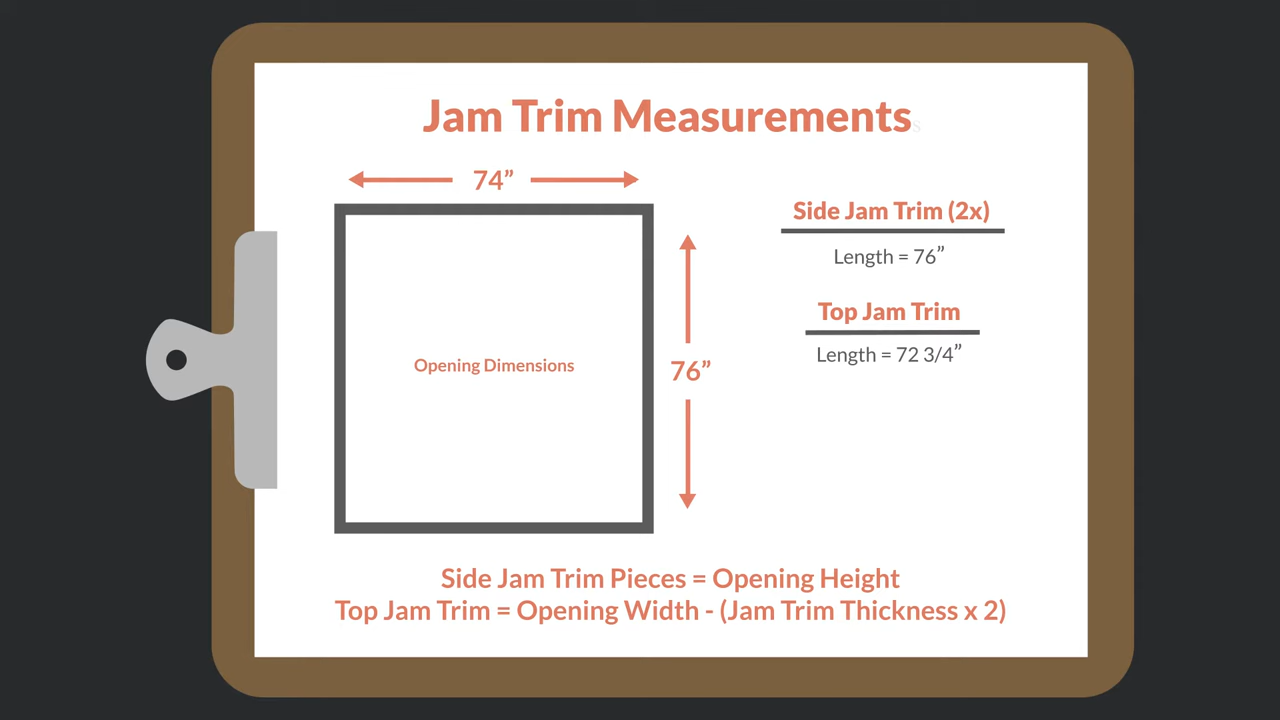 Jam Trim Measurements
74”
Side Jam Trim (2x)
Length = 76”
Top Jam Trim
Length = 72 3/4”
Opening Dimensions
76”
Side Jam Trim Pieces = Opening Height
Top Jam Trim = Opening Width - (Jam Trim Thickness x 2)